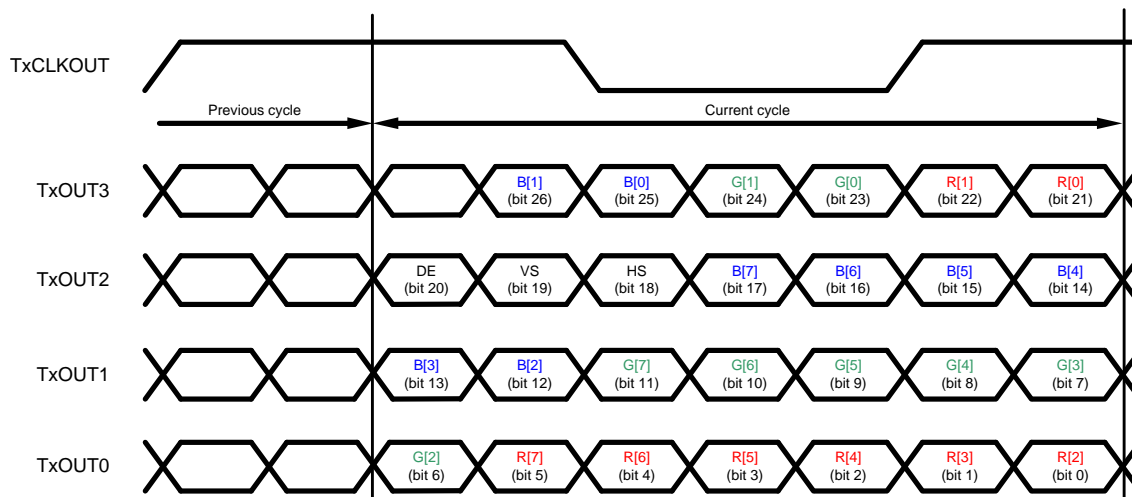 TxCLKOUT
Previous cycle
Current cycle
TxOUT3
B[1]
(bit 26)
B[0]
(bit 25)
G[1]
(bit 24)
G[0]
(bit 23)
R[1]
(bit 22)
R[0]
(bit 21)
TxOUT2
DE
(bit 20)
VS
(bit 19)
HS
(bit 18)
B[7]
(bit 17)
B[6]
(bit 16)
B[5]
(bit 15)
B[4]
(bit 14)
TxOUT1
B[3]
(bit 13)
B[2]
(bit 12)
G[7]
(bit 11)
G[6]
(bit 10)
G[5]
(bit 9)
G[4]
(bit 8)
G[3]
(bit 7)
TxOUT0
G[2]
(bit 6)
R[7]
(bit 5)
R[6]
(bit 4)
R[5]
(bit 3)
R[4]
(bit 2)
R[3]
(bit 1)
R[2]
(bit 0)